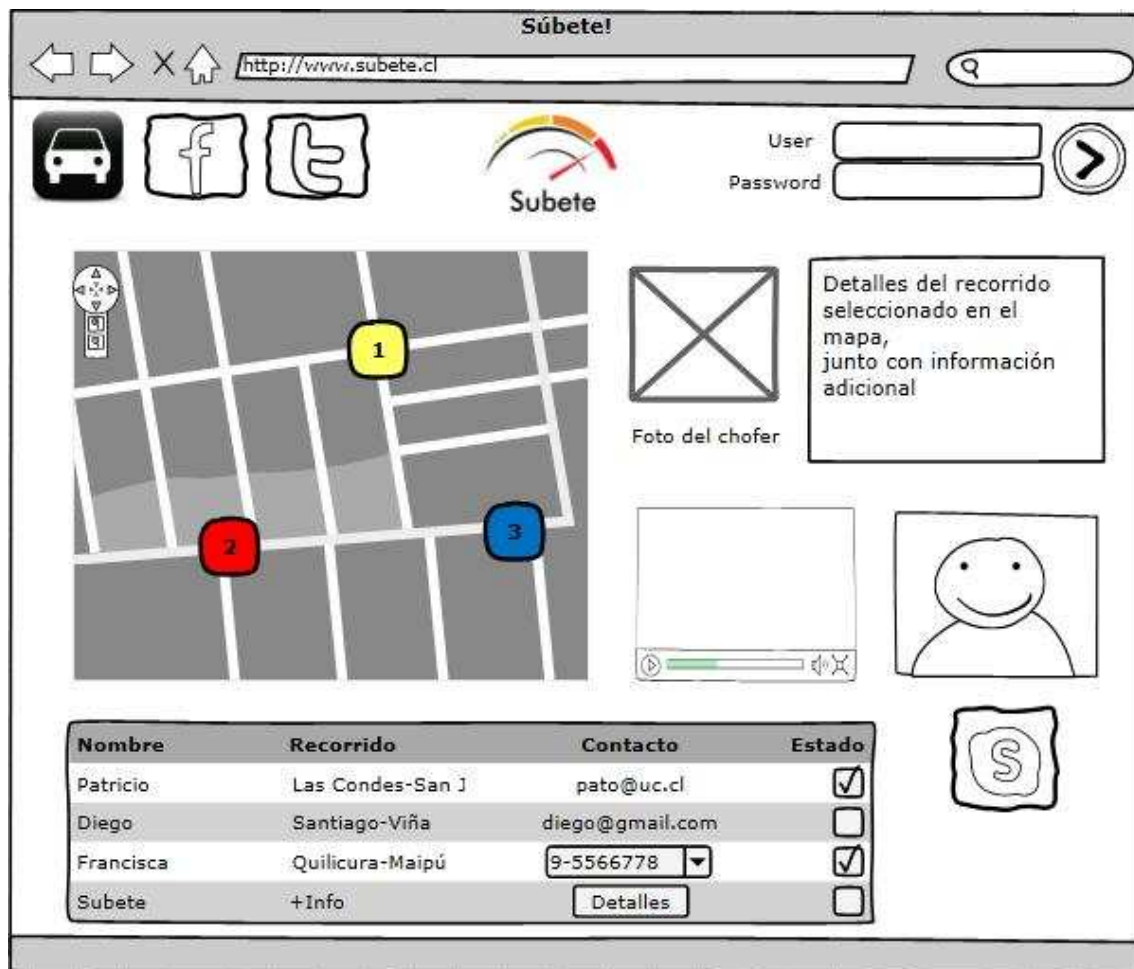 Súbete!
http://www.subete.cl
User
Password
Subete
1
2
3
Foto del chofer
Detalles del recorrido
seleccionado en el
mapa,
junto con información
adicional
Nombre Recorrido Contacto Estado
Patricio Las Condes-San J pato@uc.cl
Diego Santiago-Viña diego@gmail.com
Francisca Quilicura-Maipú 9-5566778
Subete +Info Detalles